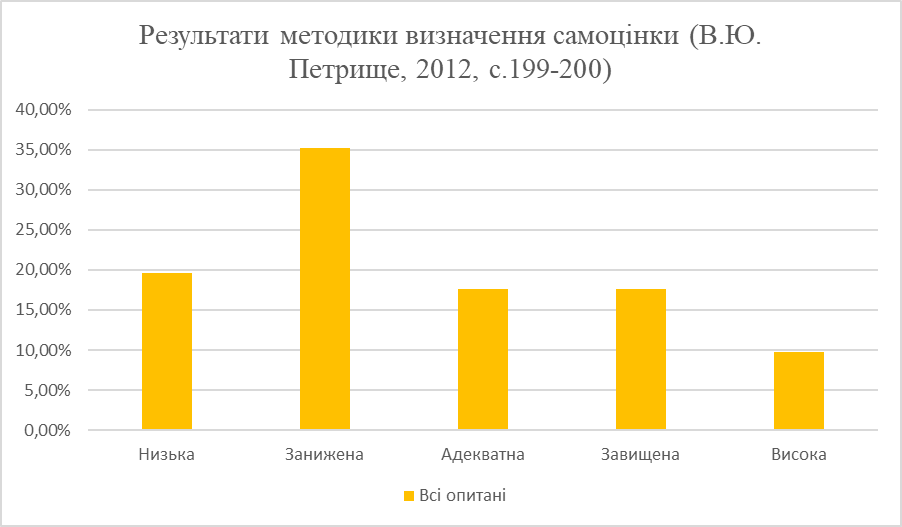 Результати методики визначення самоцінки (В.Ю.
Петрище, 2012, с.199-200)
40,00%
35,00%
30,00%
25,00%
20,00%
15,00%
10,00%
5,00%
0,00%
Низька Занижена Адекватна Завищена Висока
Всі опитані